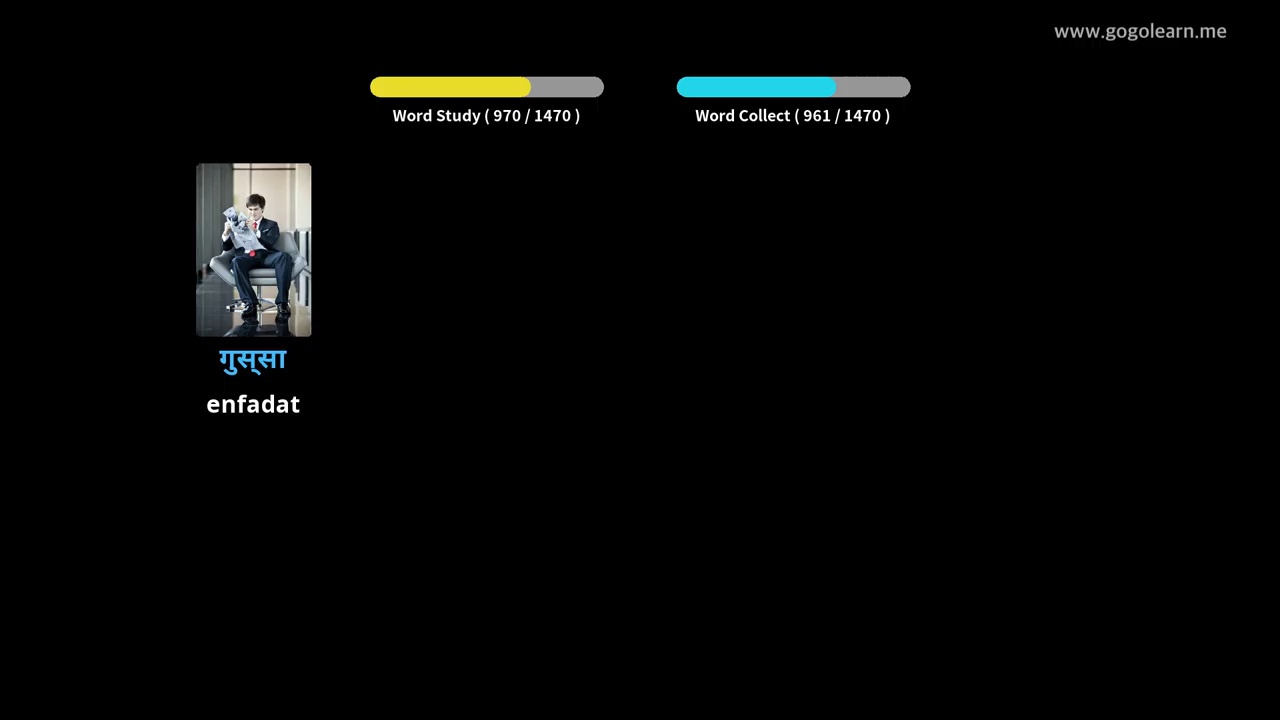 www.gogolearn.me
Word Study ( 970 / 1470 )
Word Collect ( 961 / 1470 )
गुस्सा
enfadat